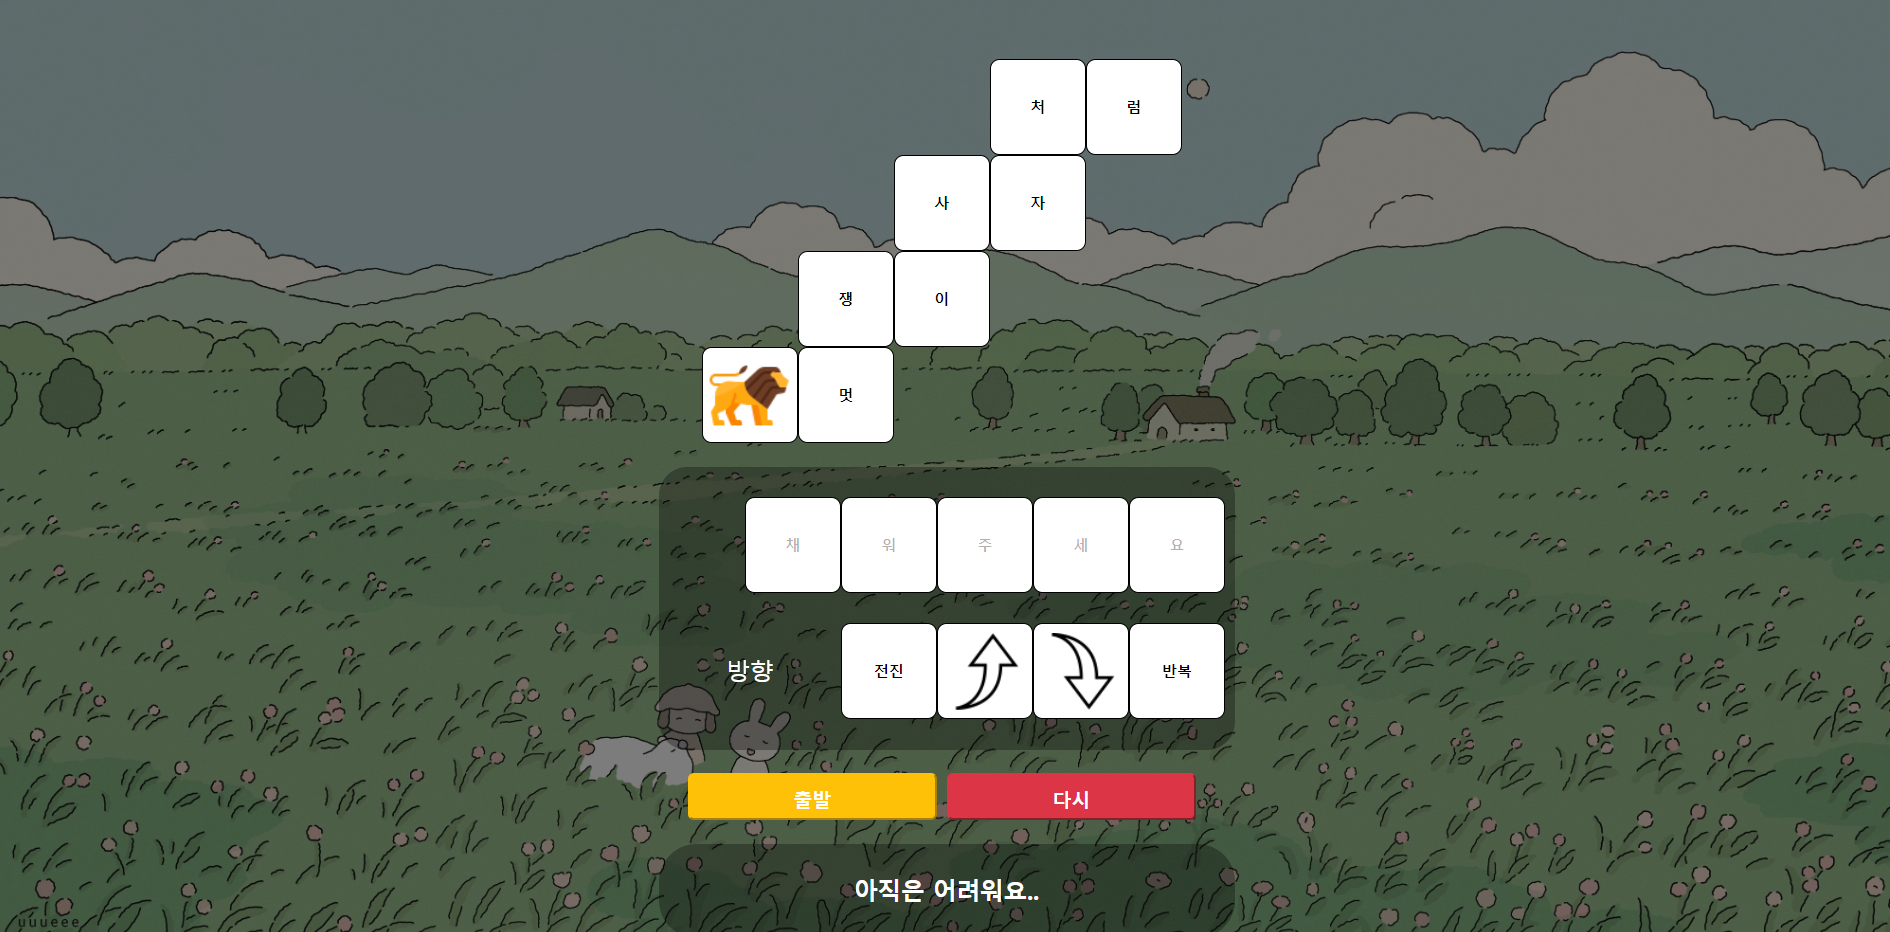 처 럼
사 자
쟁 이
멋
채 워 주 세 요
방향 전진 반복
출발 다시
아직은 어려워요..
uuueee